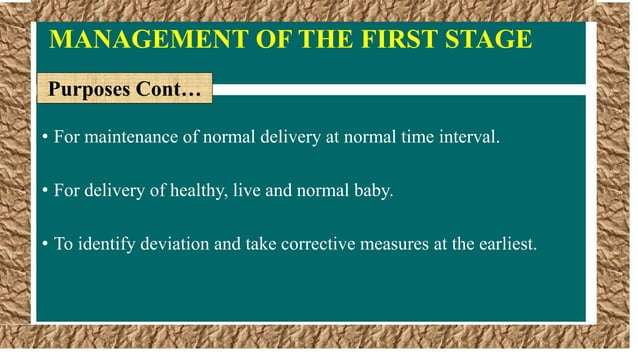 MANAGEMENT OF THE FIRST STAGE
Purposes Cont…
• For maintenance of normal delivery at normal time interval.
• For delivery of healthy, live and normal baby.
• To identify deviation and take corrective measures at the earliest.